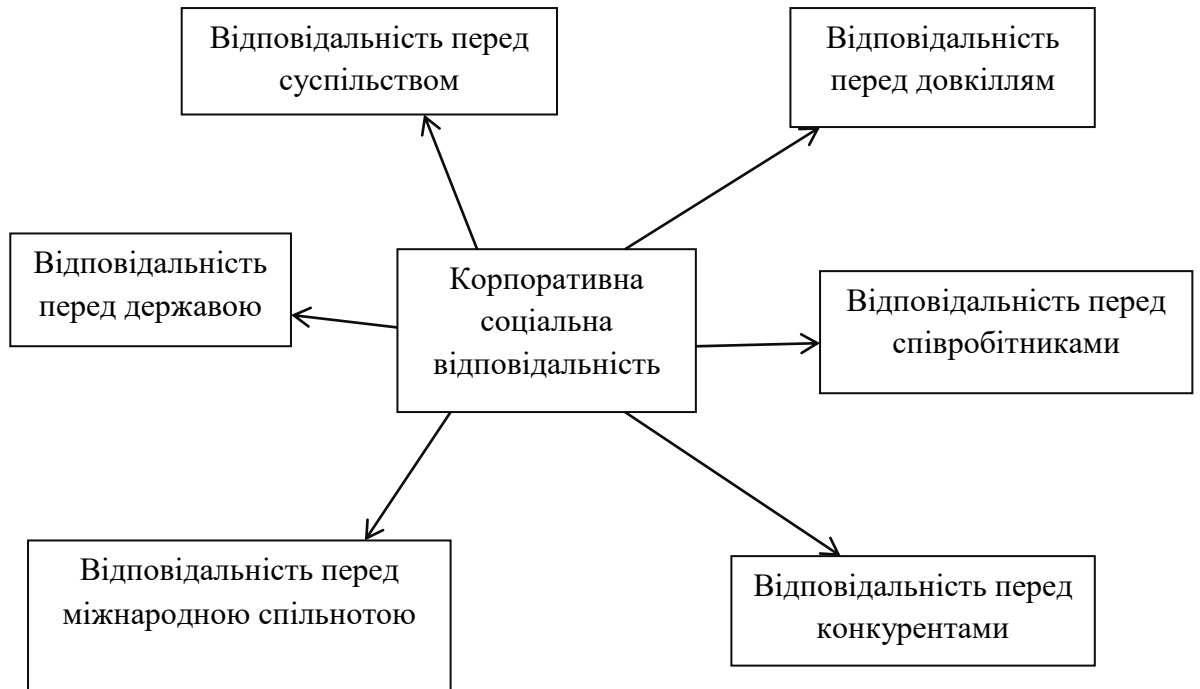 Відповідальність перед
суспільством
Відповідальність
перед довкіллям
Відповідальність
перед державою
Корпоративна
соціальна
відповідальність
Відповідальність перед
співробітниками
Відповідальність перед
міжнародною спільнотою
Відповідальність перед
конкурентами